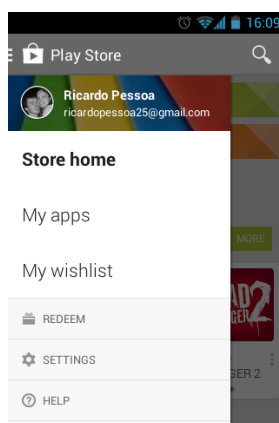 16:09
Play Store
Ricardo Pessoa
ricardopessoa25@gmail.com
Store home
My apps
My wishlist
MORE
REDEEM
SETTINGS
GER 2
HELP